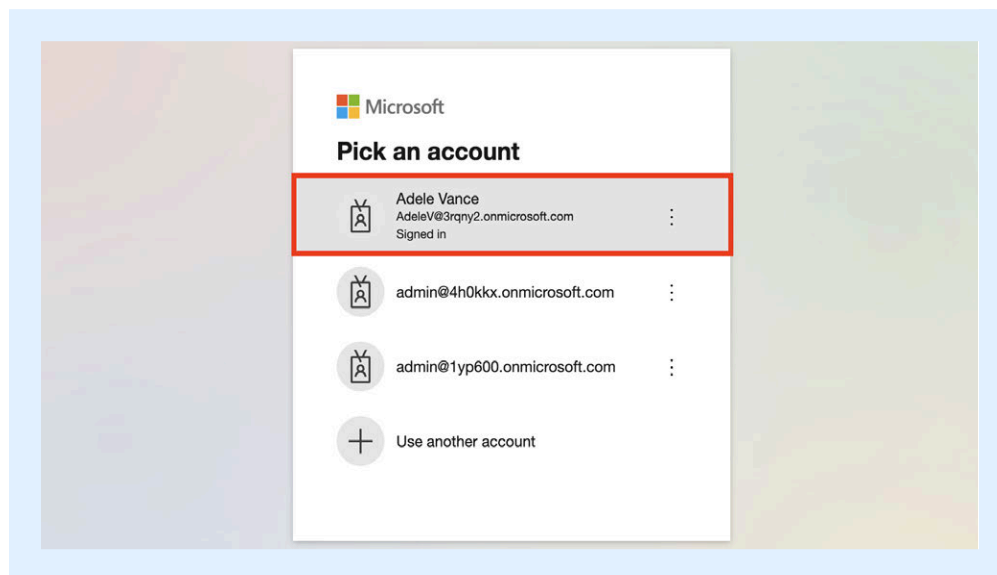 Microsoft
Pick an account
Adele Vance
AdeleV@3rqny2.onmicrosoft.com
Signed in
admin@4h0kkx.onmicrosoft.com
admin@1yp600.onmicrosoft.com
Use another account